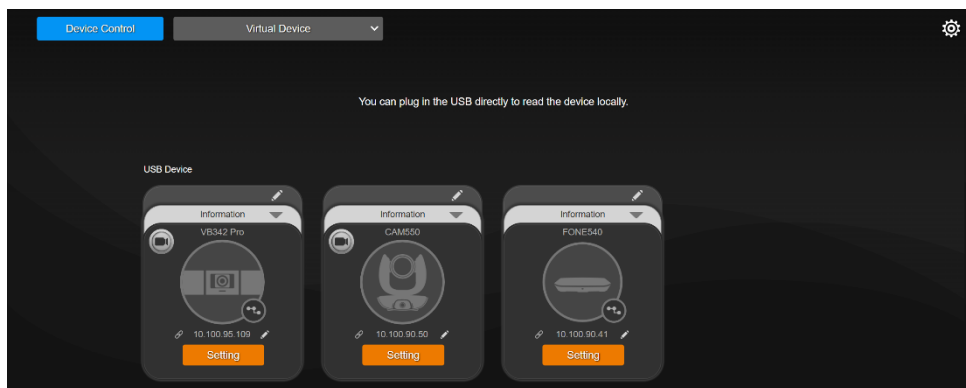 Device Control
Virtual Device
You can plug in the USB directly to read the device locally.
USB Device
Information
VB342 Pro
10.100.95.109
Setting
Information
CAM550
10.100.90.50
Setting
Information
FONE540
10.100.90.41
Setting